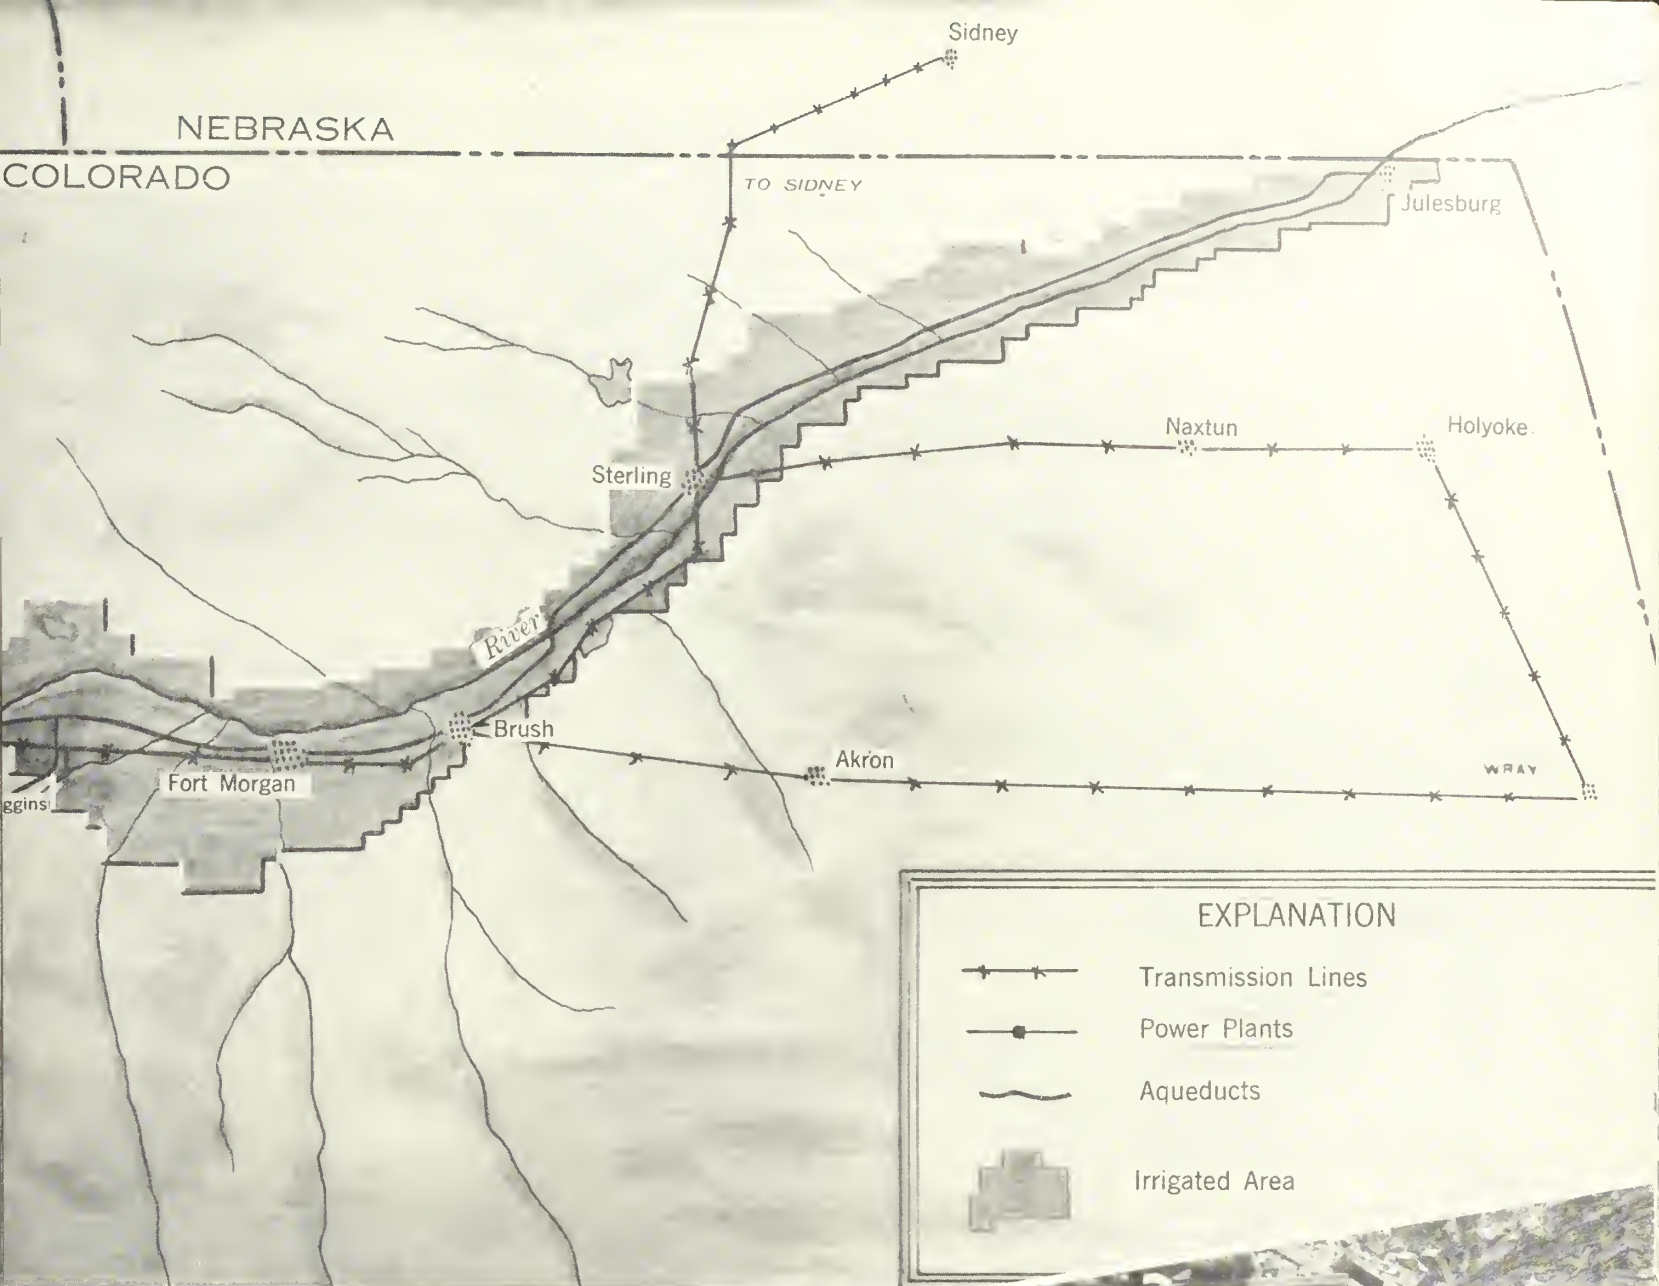 Sidney
NEBRASKA
COLORADO
TO SIDNEY
Julesburg
Naxtun
Holyoke
Sterling
River
Brush
Akron
WRAY
Fort Morgan
ggins
EXPLANATION
Transmission Lines
Power Plants
Aqueducts
Irrigated Area